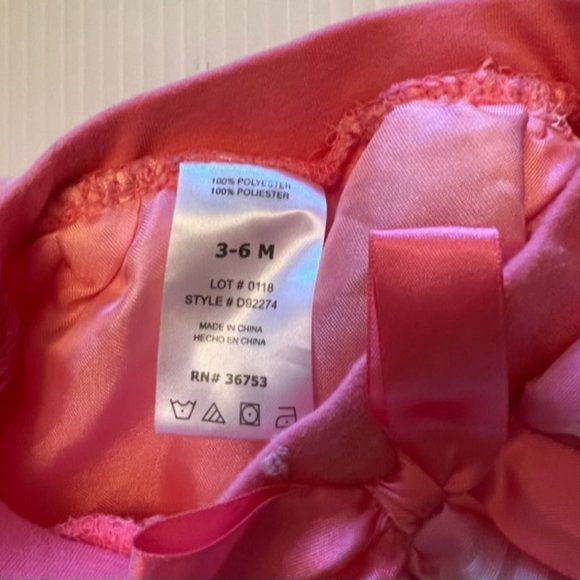 100% POLYESTER
100% POLIESTER
3-6 M
LOT # 0118
STYLE # D92274
MADE IN CHINA
HECHO EN CHINA
RN# 36753